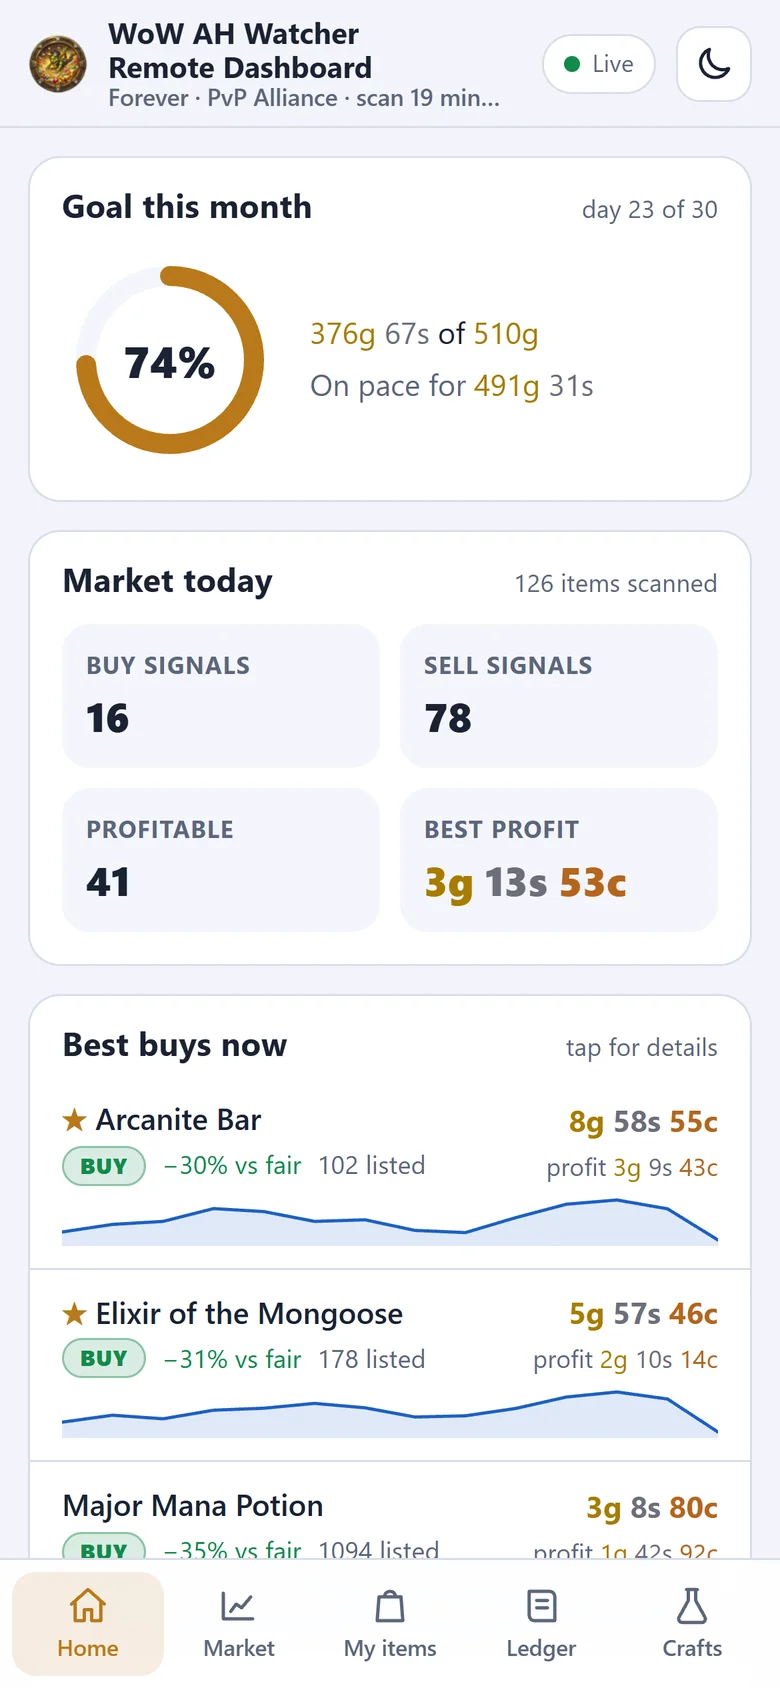 WoW AH Watcher
Remote Dashboard
Forever · PvP Alliance · scan 19 min...
Live
Goal this month
day 23 of 30
74%
376g 67s of 510g
On pace for 491g 31s
Market today
126 items scanned
BUY SIGNALS
16
SELL SIGNALS
78
PROFITABLE
41
BEST PROFIT
3g 13s 53c
Best buys now
tap for details
★ Arcanite Bar
8g 58s 55c
BUY −30% vs fair 102 listed
profit 3g 9s 43c
★ Elixir of the Mongoose
5g 57s 46c
BUY −31% vs fair 178 listed
profit 2g 10s 14c
Major Mana Potion
3g 8s 80c
BUY −35% vs fair 1094 listed
profit 1g 42s 92c
Home
Market
My items
Ledger
Crafts